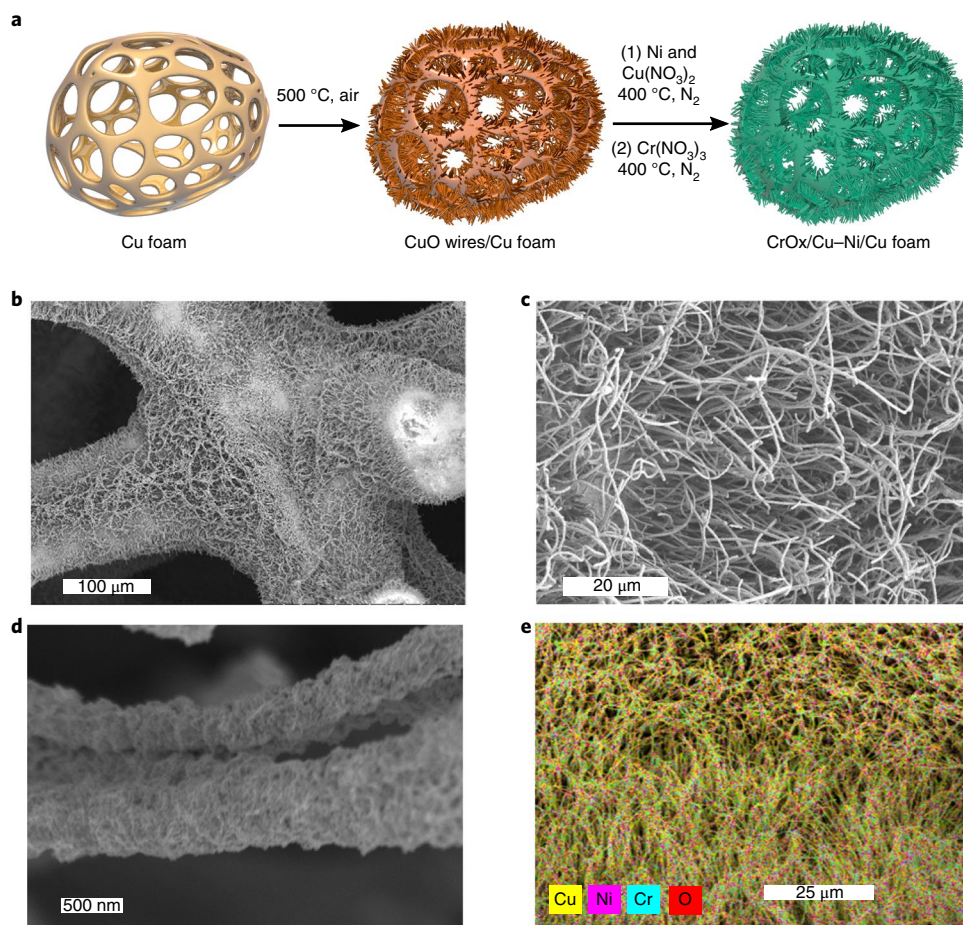 a
500 °C, air
(1) Ni and
Cu(NO₃)₂
400 °C, N₂
(2) Cr(NO₃)₃
400 °C, N₂
Cu foam
CuO wires/Cu foam
CrOx/Cu–Ni/Cu foam
b
100 μm
c
20 μm
d
500 nm
e
Cu Ni Cr O
25 μm